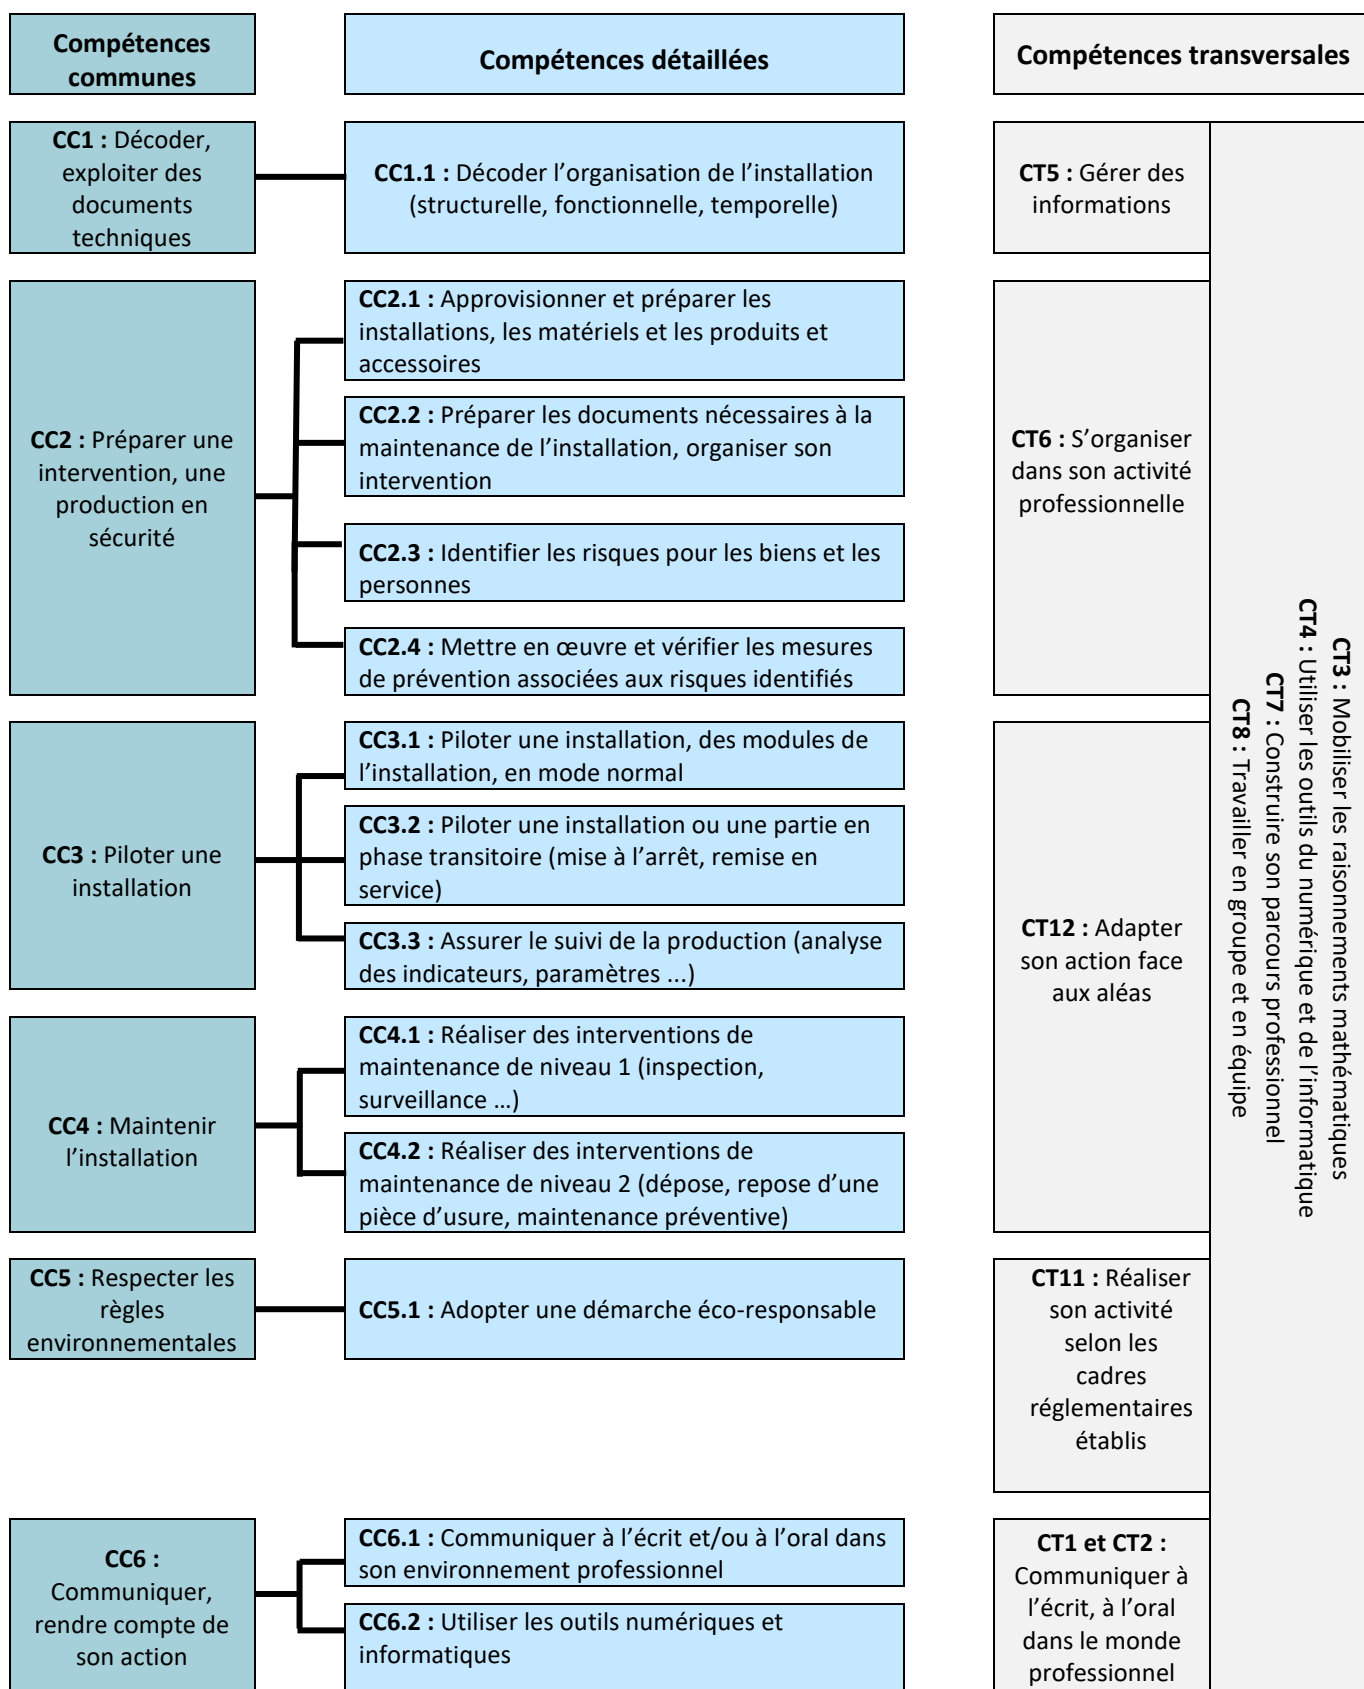 Compétences
communes
Compétences détaillées
Compétences transversales
CC1 : Décoder,
exploiter des
documents
techniques
CC1.1 : Décoder l’organisation de l’installation
(structurelle, fonctionnelle, temporelle)
CT5 : Gérer des
informations
CC2 : Préparer une
intervention, une
production en
sécurité
CC2.1 : Approvisionner et préparer les
installations, les matériels et les produits et
accessoires
CC2.2 : Préparer les documents nécessaires à la
maintenance de l’installation, organiser son
intervention
CC2.3 : Identifier les risques pour les biens et les
personnes
CC2.4 : Mettre en œuvre et vérifier les mesures
de prévention associées aux risques identifiés
CT6 : S’organiser
dans son activité
professionnelle
CC3 : Piloter une
installation
CC3.1 : Piloter une installation, des modules de
l’installation, en mode normal
CC3.2 : Piloter une installation ou une partie en
phase transitoire (mise à l’arrêt, remise en
service)
CC3.3 : Assurer le suivi de la production (analyse
des indicateurs, paramètres ...)
CT12 : Adapter
son action face
aux aléas
CC4 : Maintenir
l’installation
CC4.1 : Réaliser des interventions de
maintenance de niveau 1 (inspection,
surveillance …)
CC4.2 : Réaliser des interventions de
maintenance de niveau 2 (dépose, repose d’une
pièce d’usure, maintenance préventive)
CC5 : Respecter les
règles
environnementales
CC5.1 : Adopter une démarche éco-responsable
CT11 : Réaliser
son activité
selon les
cadres
réglementaires
établis
CC6 :
Communiquer,
rendre compte de
son action
CC6.1 : Communiquer à l’écrit et/ou à l’oral dans
son environnement professionnel
CC6.2 : Utiliser les outils numériques et
informatiques
CT1 et CT2 :
Communiquer à
l’écrit, à l’oral
dans le monde
professionnel
CT3 : Mobiliser les raisonnements mathématiques
CT4 : Utiliser les outils du numérique et de l’informatique
CT7 : Construire son parcours professionnel
CT8 : Travailler en groupe et en équipe